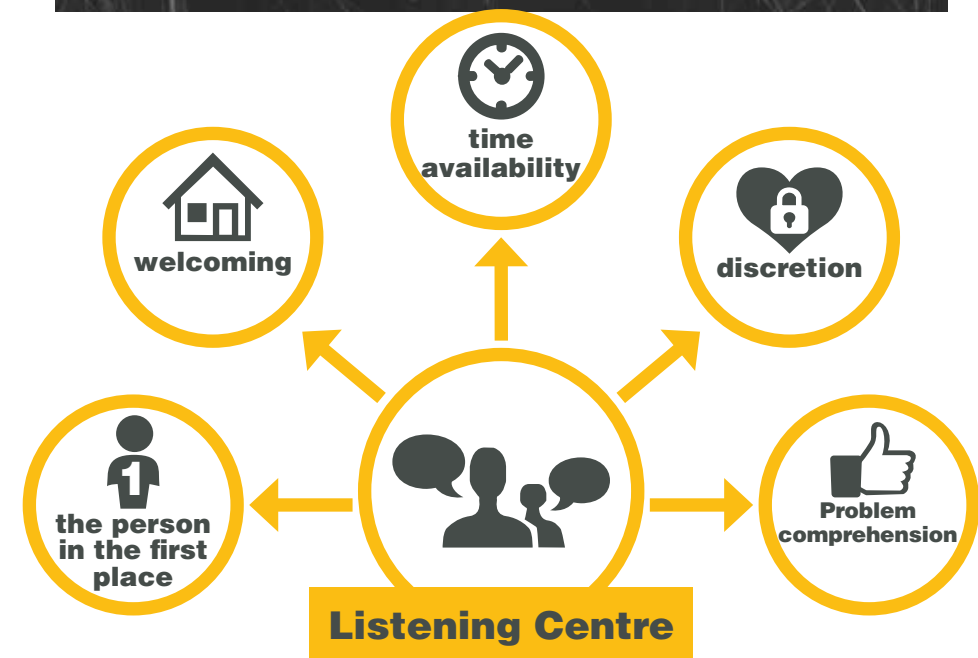 time
availability
welcoming
discretion
1
the person
in the first
place
Problem
comprehension
Listening Centre